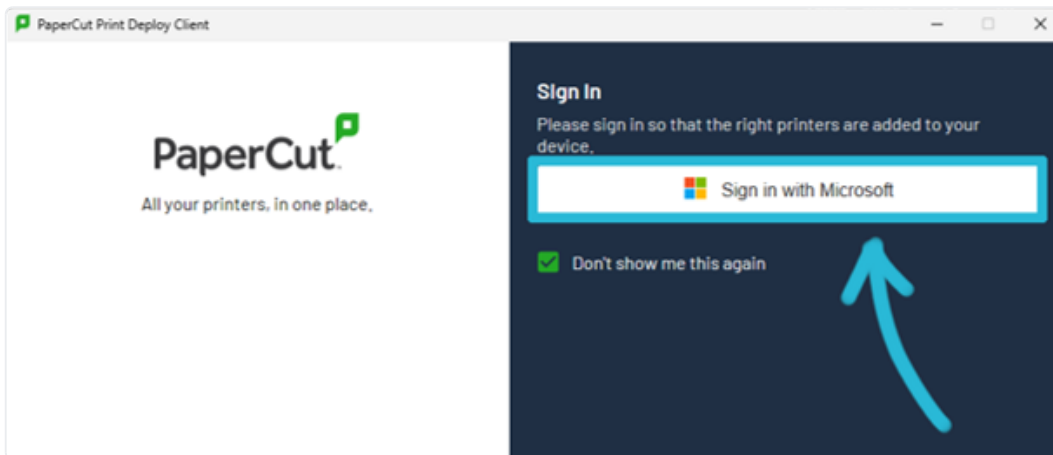 PaperCut Print Deploy Client
PaperCut
All your printers, in one place.
Sign In
Please sign in so that the right printers are added to your
device.
Sign in with Microsoft
Don't show me this again